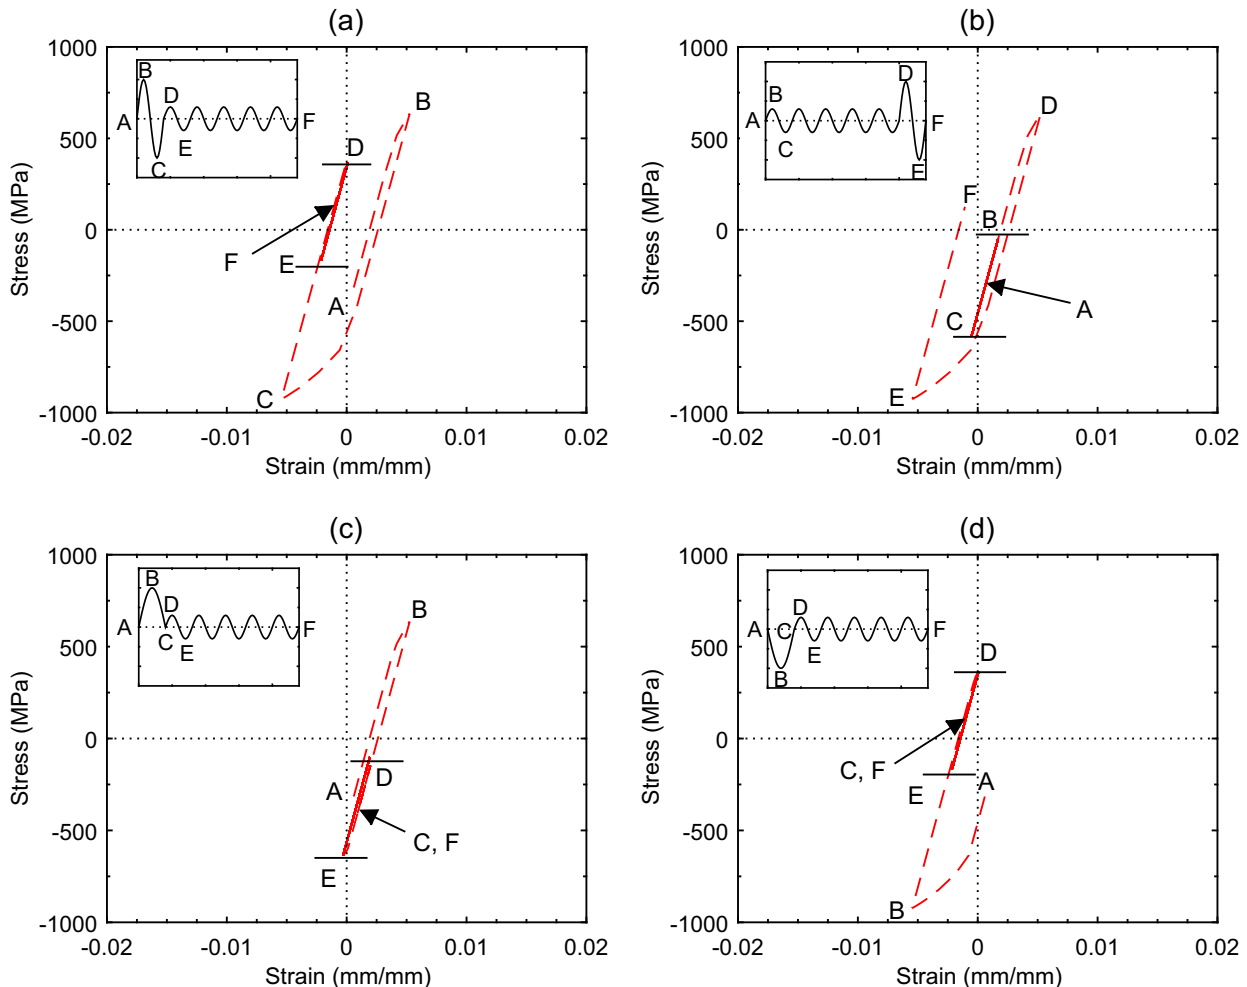 (a)
1000
500
0
-500
-1000
Stress (MPa)
B
A
D
F
E
C
B
D
F
E
A
C
-0.02
-0.01
0
0.01
0.02
Strain (mm/mm)
(b)
1000
500
0
-500
-1000
Stress (MPa)
D
B
A
F
C
E
D
F
B
C
A
E
-0.02
-0.01
0
0.01
0.02
Strain (mm/mm)
(c)
1000
500
0
-500
-1000
Stress (MPa)
B
D
A
F
C
E
B
A
D
C, F
E
-0.02
-0.01
0
0.01
0.02
Strain (mm/mm)
(d)
1000
500
0
-500
-1000
Stress (MPa)
D
A
C
F
E
B
D
C, F
E
A
B
-0.02
-0.01
0
0.01
0.02
Strain (mm/mm)